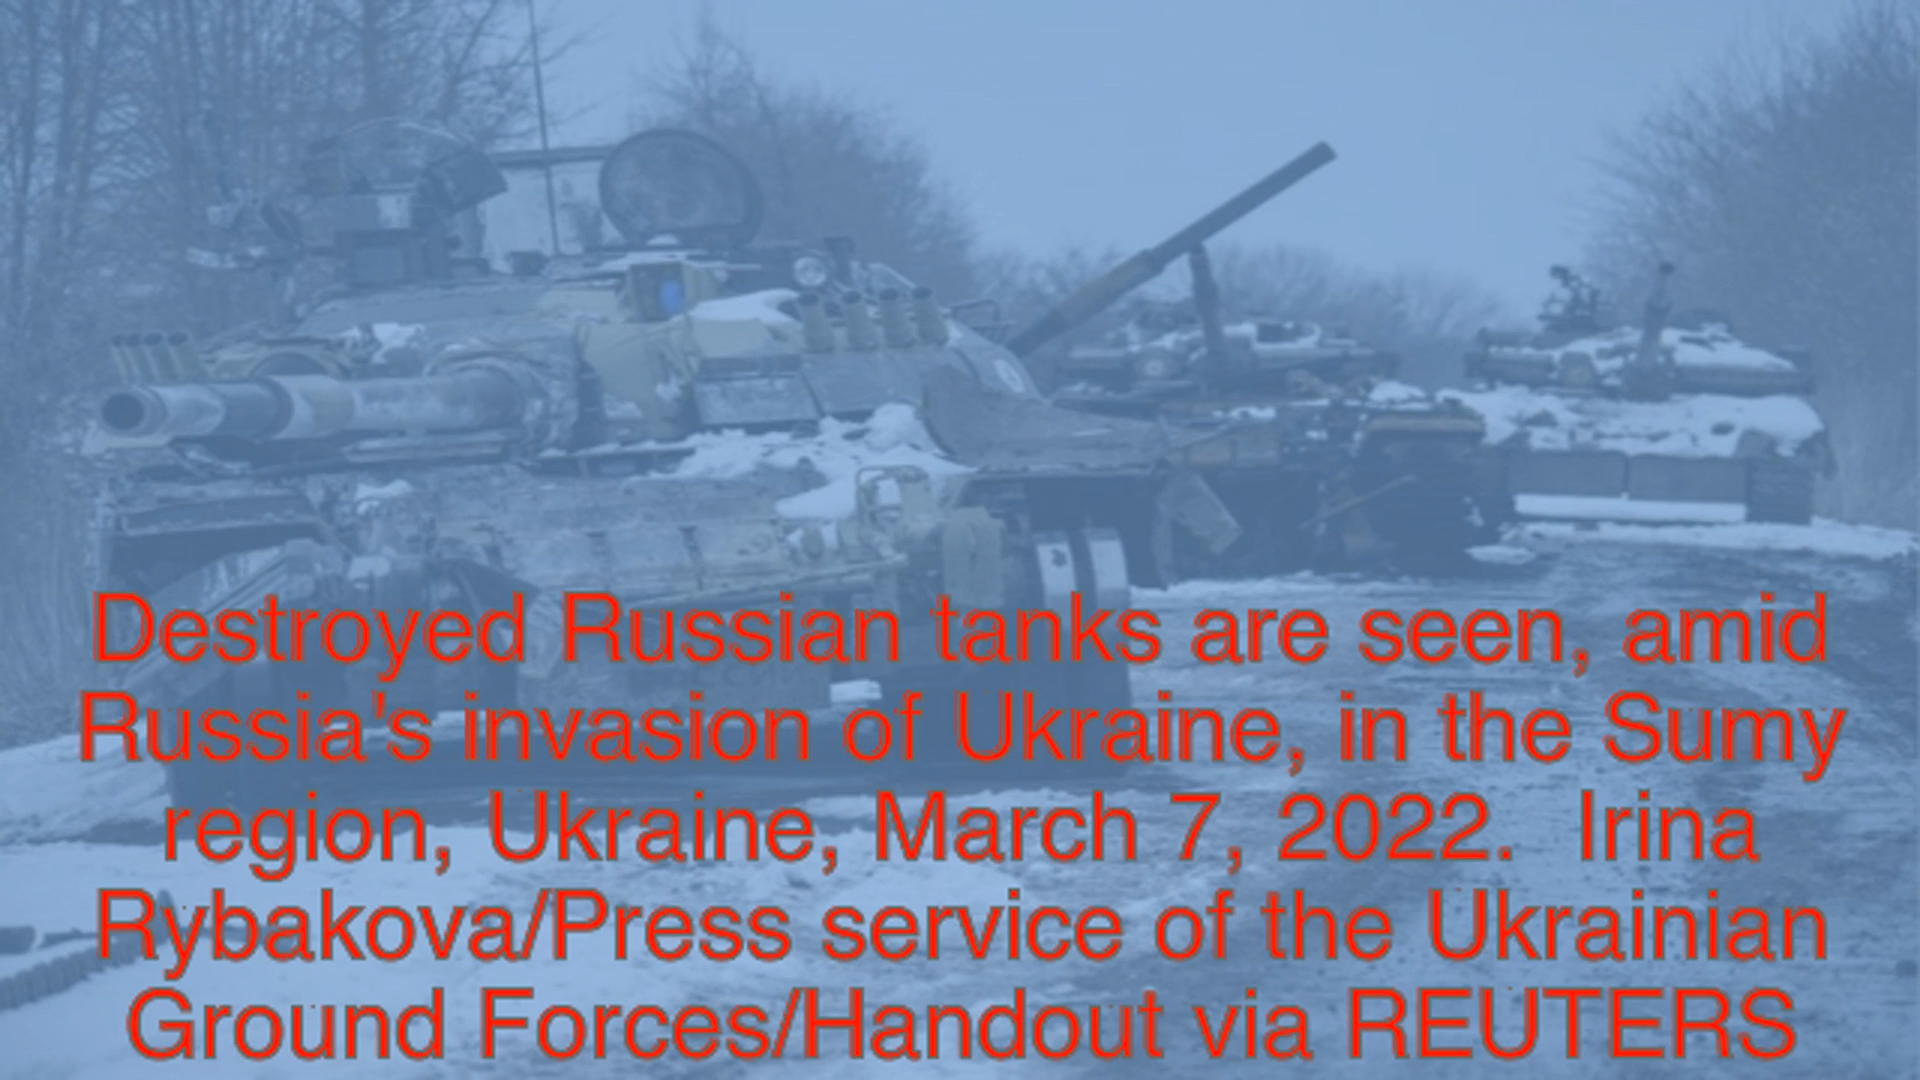 Destroyed Russian tanks are seen, amid
Russia's invasion of Ukraine, in the Sumy
region, Ukraine, March 7, 2022.  Irina
Rybakova/Press service of the Ukrainian
Ground Forces/Handout via REUTERS